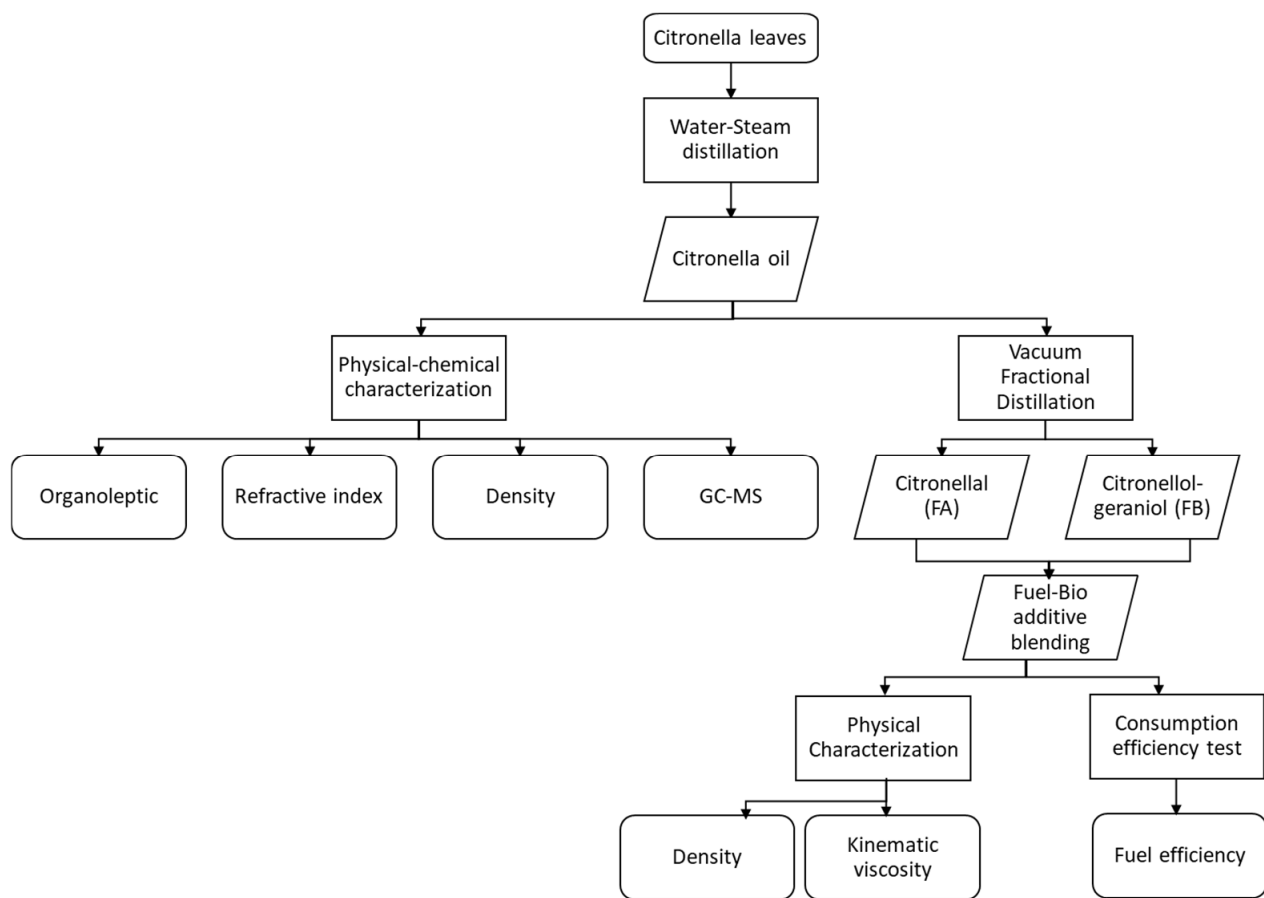 Citronella leaves
Water-Steam
distillation
Citronella oil
Physical-chemical
characterization
Vacuum
Fractional
Distillation
Organoleptic
Refractive index
Density
GC-MS
Citronellal
(FA)
Citronellol-
geraniol (FB)
Fuel-Bio
additive
blending
Physical
Characterization
Consumption
efficiency test
Density
Kinematic
viscosity
Fuel efficiency